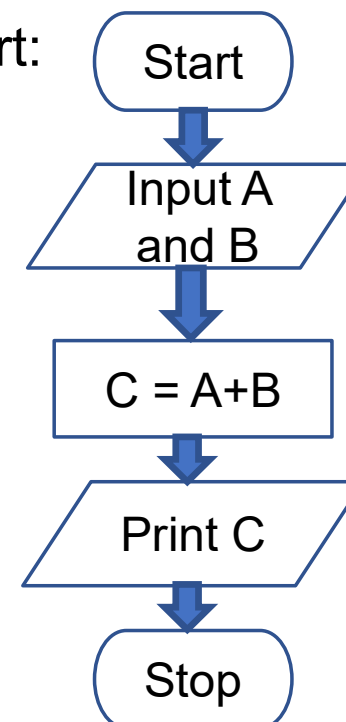 rt:
Start
Input A
and B
C = A+B
Print C
Stop